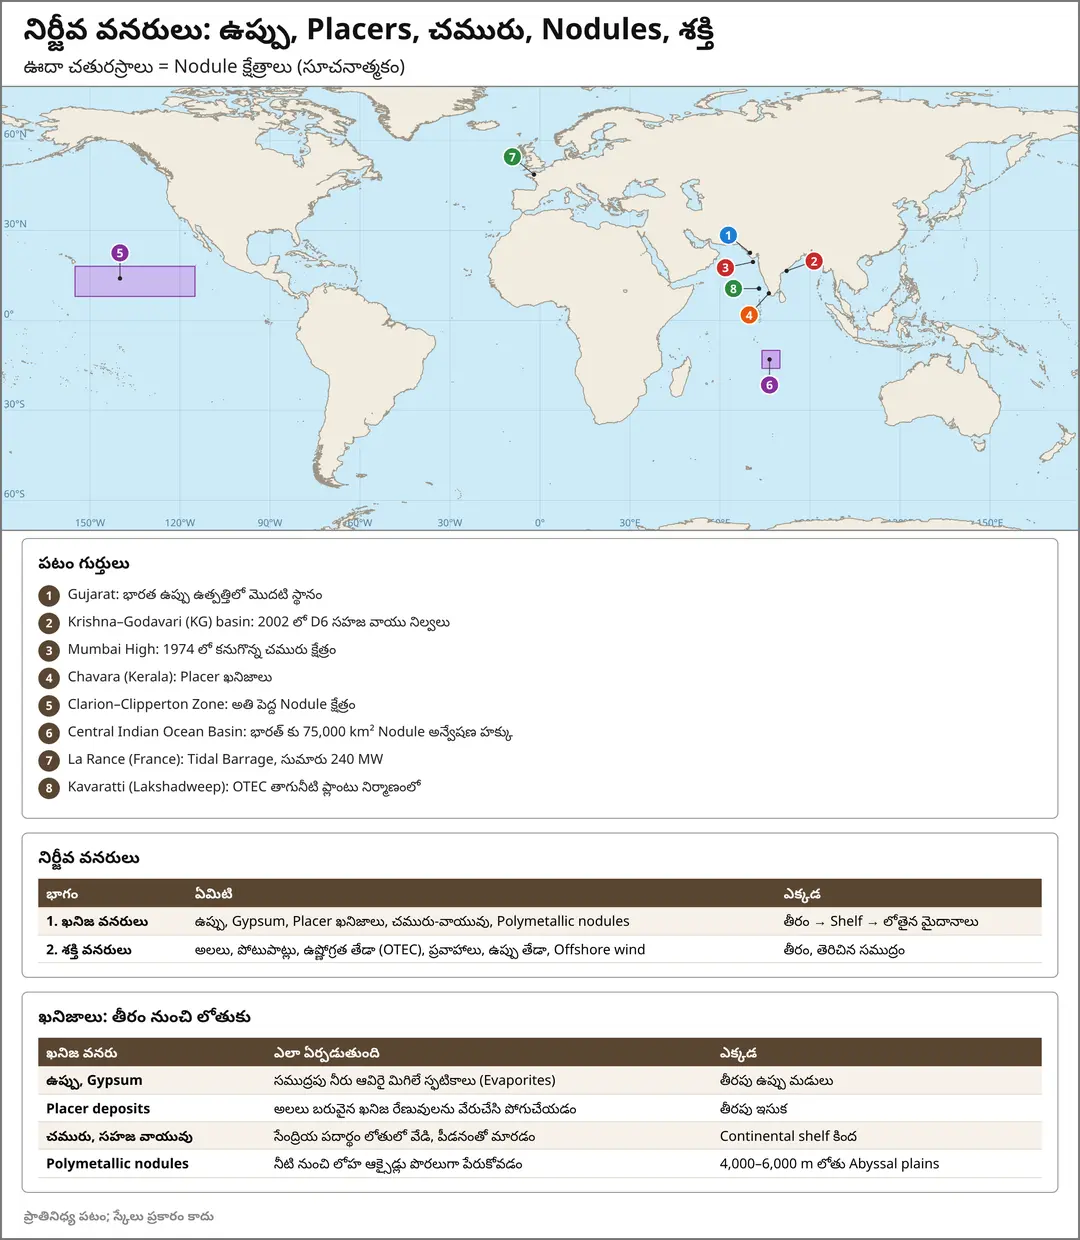 నిర్జీవ వనరులు: ఉప్పు, Placers, చమురు, Nodules, శక్తి
ఊదా చతురస్రాలు = Nodule క్షేత్రాలు (సూచనాత్మకం)
60°N
7
30°N
1
5
2
3
8
0°
4
6
30°S
60°S
150°W 120°W 90°W 60°W 30°W 0° 30°E 60°E 150°E
పటం గుర్తులు
1 Gujarat: భారత ఉప్పు ఉత్పత్తిలో మొదటి స్థానం
2 Krishna–Godavari (KG) basin: 2002 లో D6 సహజ వాయు నిల్వలు
3 Mumbai High: 1974 లో కనుగొన్న చమురు క్షేత్రం
4 Chavara (Kerala): Placer ఖనిజాలు
5 Clarion–Clipperton Zone: అతి పెద్ద Nodule క్షేత్రం
6 Central Indian Ocean Basin: భారత్ కు 75,000 km² Nodule అన్వేషణ హక్కు
7 La Rance (France): Tidal Barrage, సుమారు 240 MW
8 Kavaratti (Lakshadweep): OTEC తాగునీటి ప్లాంటు నిర్మాణంలో
నిర్జీవ వనరులు
భాగం ఏమిటి ఎక్కడ
1. ఖనిజ వనరులు ఉప్పు, Gypsum, Placer ఖనిజాలు, చమురు-వాయువు, Polymetallic nodules తీరం → Shelf → లోతైన మైదానాలు
2. శక్తి వనరులు అలలు, పోటుపాట్లు, ఉష్ణోగ్రత తేడా (OTEC), ప్రవాహాలు, ఉప్పు తేడా, Offshore wind తీరం, తెరిచిన సముద్రం
ఖనిజాలు: తీరం నుంచి లోతుకు
ఖనిజ వనరు ఎలా ఏర్పడుతుంది ఎక్కడ
ఉప్పు, Gypsum సముద్రపు నీరు ఆవిరై మిగిలే స్ఫటికాలు (Evaporites) తీరపు ఉప్పు మడులు
Placer deposits అలలు బరువైన ఖనిజ రేణువులను వేరుచేసి పోగుచేయడం తీరపు ఇసుక
చమురు, సహజ వాయువు సేంద్రియ పదార్థం లోతులో వేడి, పీడనంతో మారడం Continental shelf కింద
Polymetallic nodules నీటి నుంచి లోహ ఆక్సైడ్లు పొరలుగా పేరుకోవడం 4,000–6,000 m లోతు Abyssal plains
ప్రాతినిధ్య పటం; స్కేలు ప్రకారం కాదు